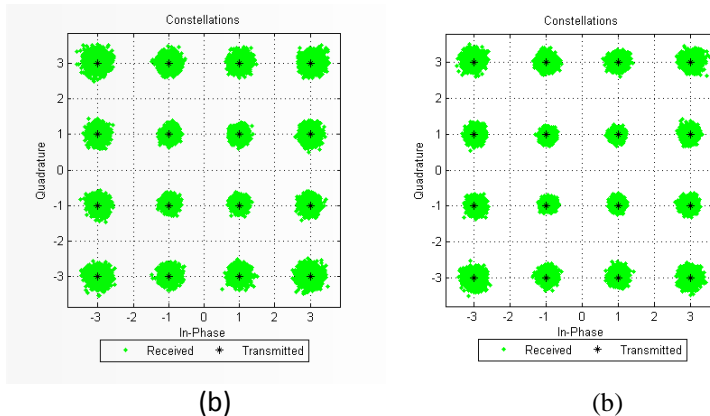 Constellations
3
2
1
0
-1
-2
-3
Quadrature
-3 -2 -1 0 1 2 3
In-Phase
Received Transmitted
(b)
Constellations
3
2
1
0
-1
-2
-3
Quadrature
-3 -2 -1 0 1 2 3
In-Phase
Received Transmitted
(b)